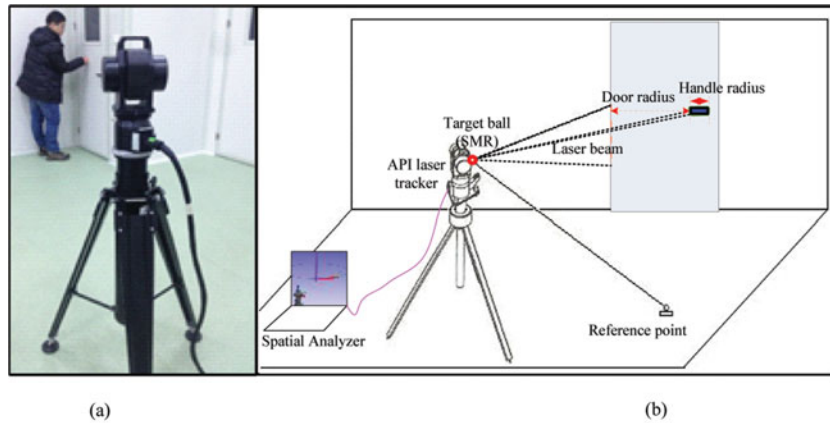 Door radius
Handle radius
Target ball
(SMR)
Laser beam
API laser
tracker
Reference point
Spatial Analyzer
(a)
(b)